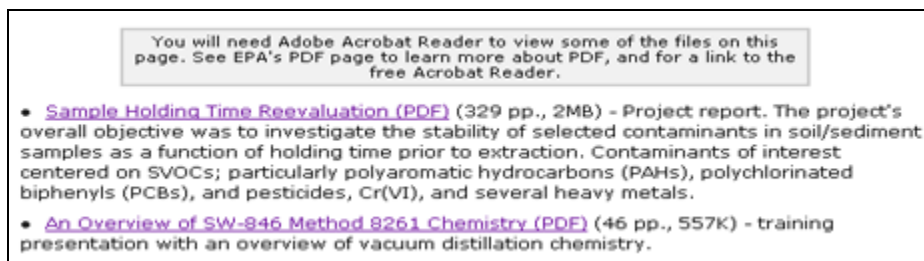 You will need Adobe Acrobat Reader to view some of the files on this
page. See EPA's PDF page to learn more about PDF, and for a link to the
free Acrobat Reader.
• Sample Holding Time Reevaluation (PDF) (329 pp., 2MB) - Project report. The project's
overall objective was to investigate the stability of selected contaminants in soil/sediment
samples as a function of holding time prior to extraction. Contaminants of interest
centered on SVOCs; particularly polyaromatic hydrocarbons (PAHs), polychlorinated
biphenyls (PCBs), and pesticides, Cr(VI), and several heavy metals.
• An Overview of SW-846 Method 8261 Chemistry (PDF) (46 pp., 557K) - training
presentation with an overview of vacuum distillation chemistry.